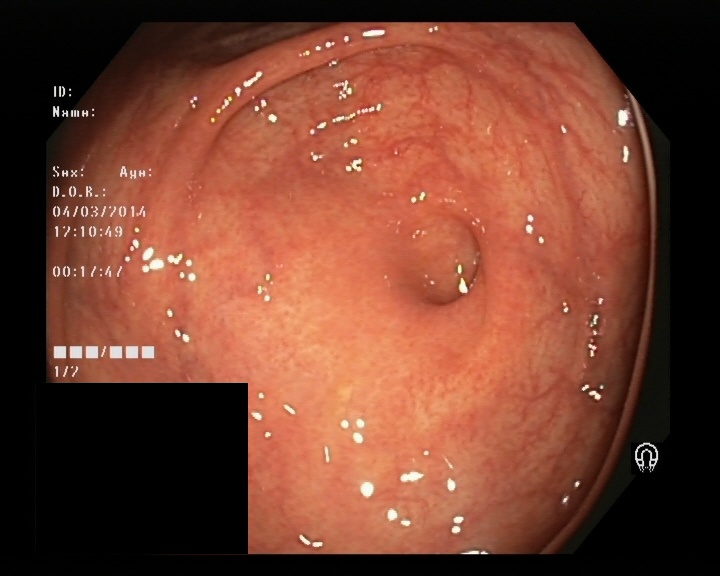 ID:
Name:
Sex: Age:
D.O.B.:
04/03/2014
12:10:49
00:17:47
■■■/■■■
1/2